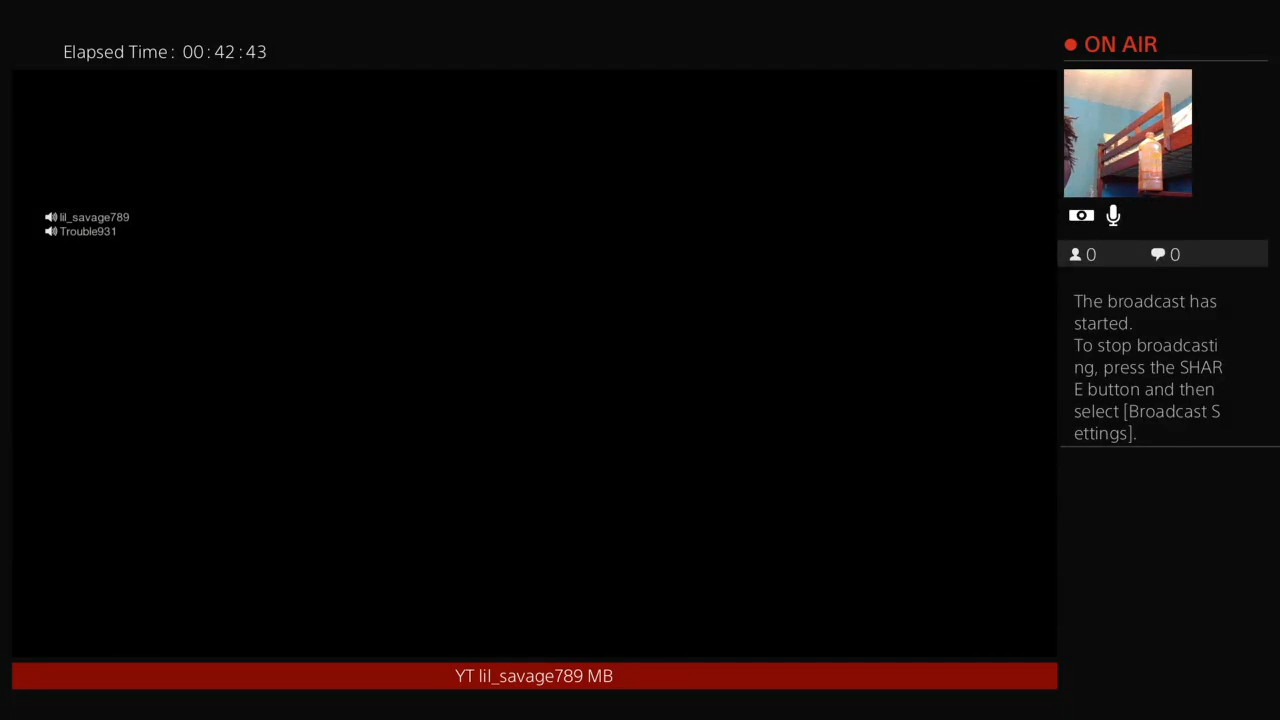 Elapsed Time: 00:42:43
ON AIR
lil_savage789
Trouble931
0 0
The broadcast has
started.
To stop broadcasti
ng, press the SHAR
E button and then
select [Broadcast S
ettings].
YT lil_savage789 MB